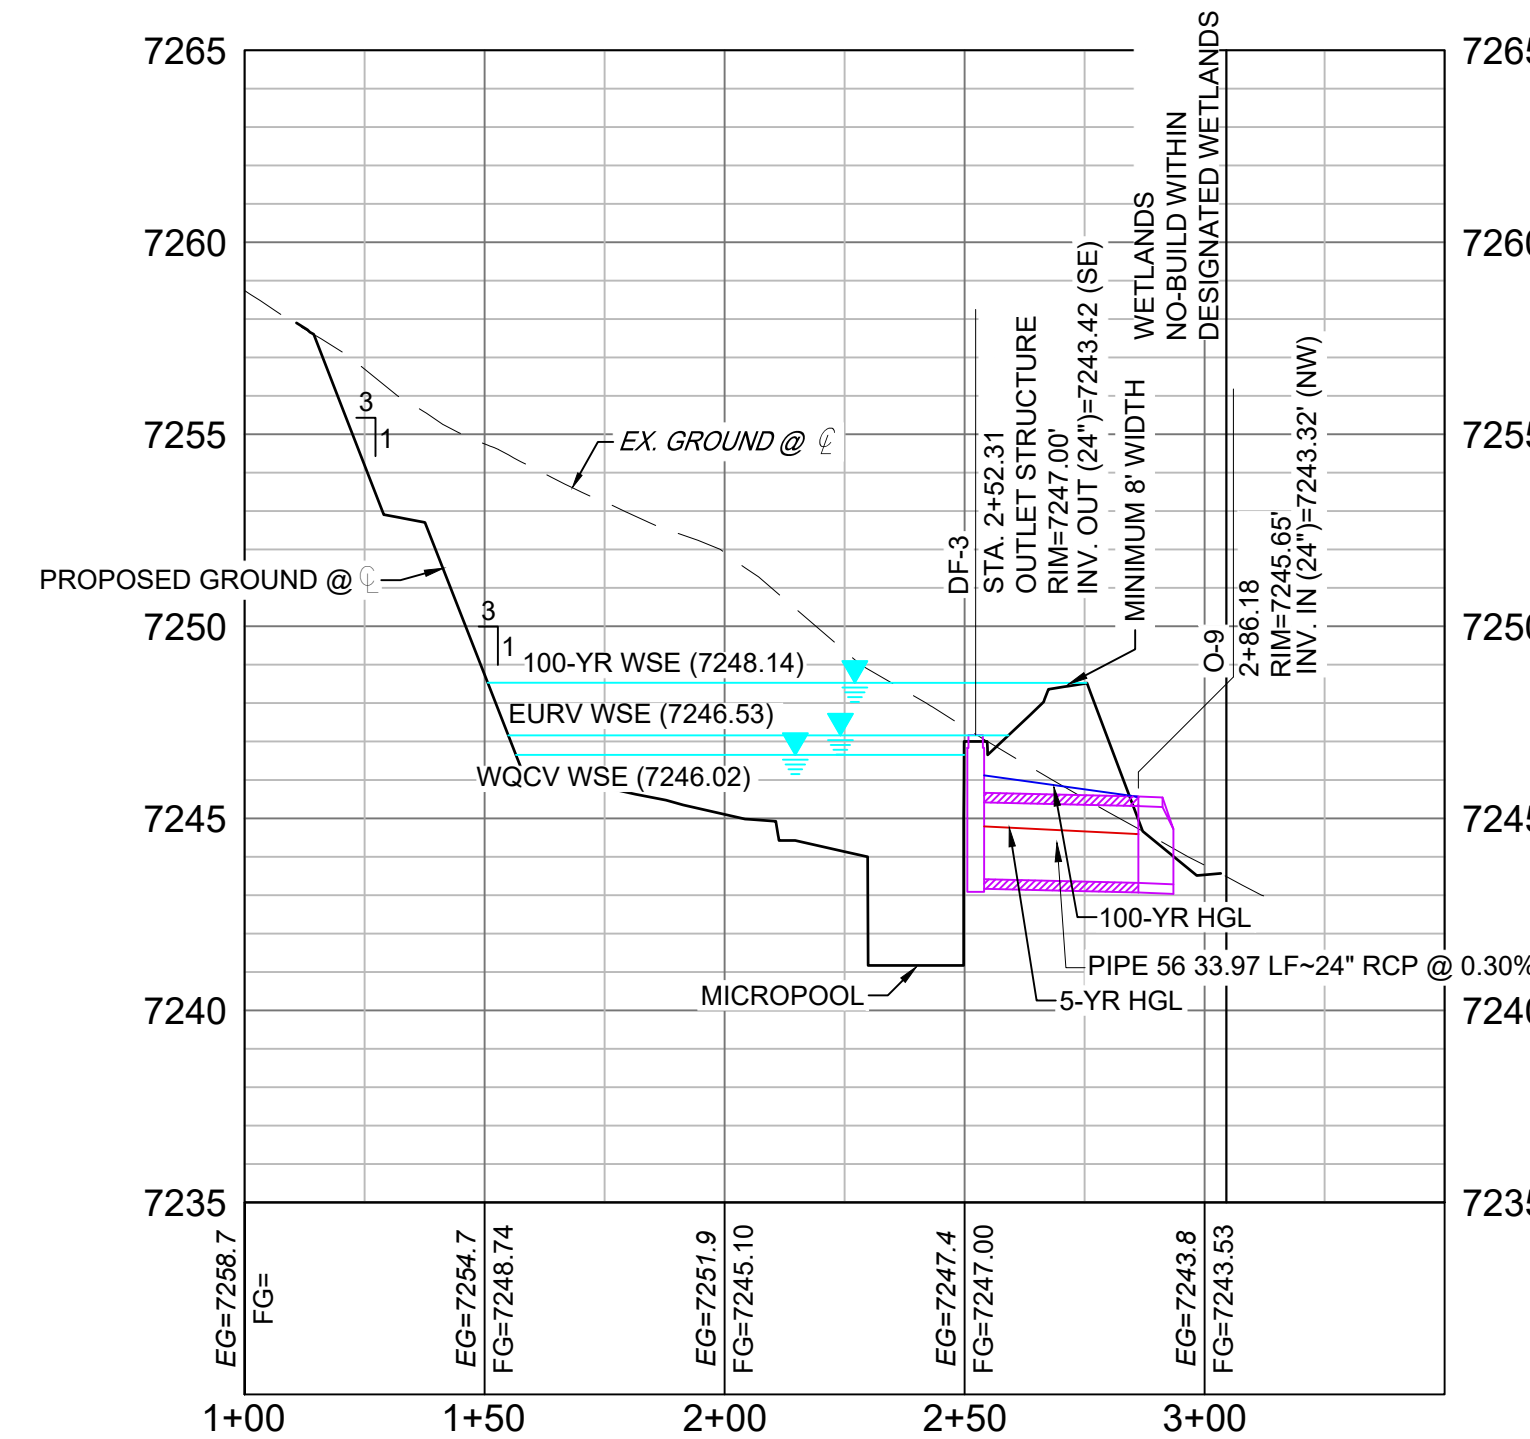 7265
7260
7255
7250
7245
7240
7235
7265
7260
7255
7250
7245
7240
7235
WETLANDS
NO-BUILD WITHIN
DESIGNATED WETLANDS
DF-3
STA. 2+52.31
OUTLET STRUCTURE
RIM=7247.00'
INV. OUT (24")=7243.42 (SE)
MINIMUM 8' WIDTH
O-9
2+86.18
RIM=7245.65'
INV. IN (24")=7243.32' (NW)
3
1
EX. GROUND @ ℄
PROPOSED GROUND @ ℄
3
1
100-YR WSE (7248.14)
EURV WSE (7246.53)
WQCV WSE (7246.02)
100-YR HGL
PIPE 56 33.97 LF~24" RCP @ 0.30%
5-YR HGL
MICROPOOL
EG=7258.7
FG=
EG=7254.7
FG=7248.74
EG=7251.9
FG=7245.10
EG=7247.4
FG=7247.00
EG=7243.8
FG=7243.53
1+00
1+50
2+00
2+50
3+00